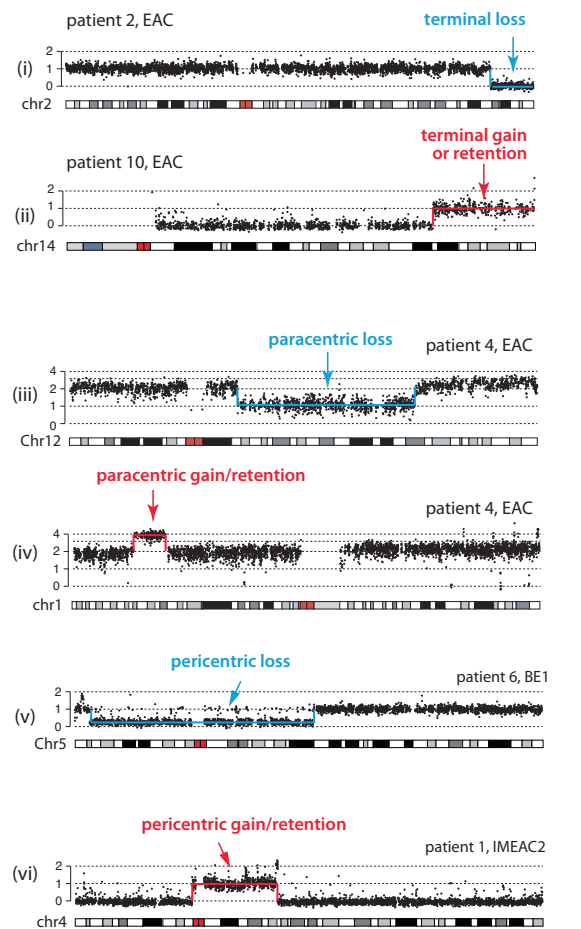 patient 2, EAC
terminal loss
(i)
2
1
0
chr2
patient 10, EAC
terminal gain
or retention
(ii)
2
1
0
chr14
paracentric loss
patient 4, EAC
(iii)
4
2
1
0
Chr12
paracentric gain/retention
patient 4, EAC
(iv)
4
2
1
0
chr1
pericentric loss
patient 6, BE1
(v)
2
1
0
Chr5
pericentric gain/retention
patient 1, IMEAC2
(vi)
2
1
0
chr4